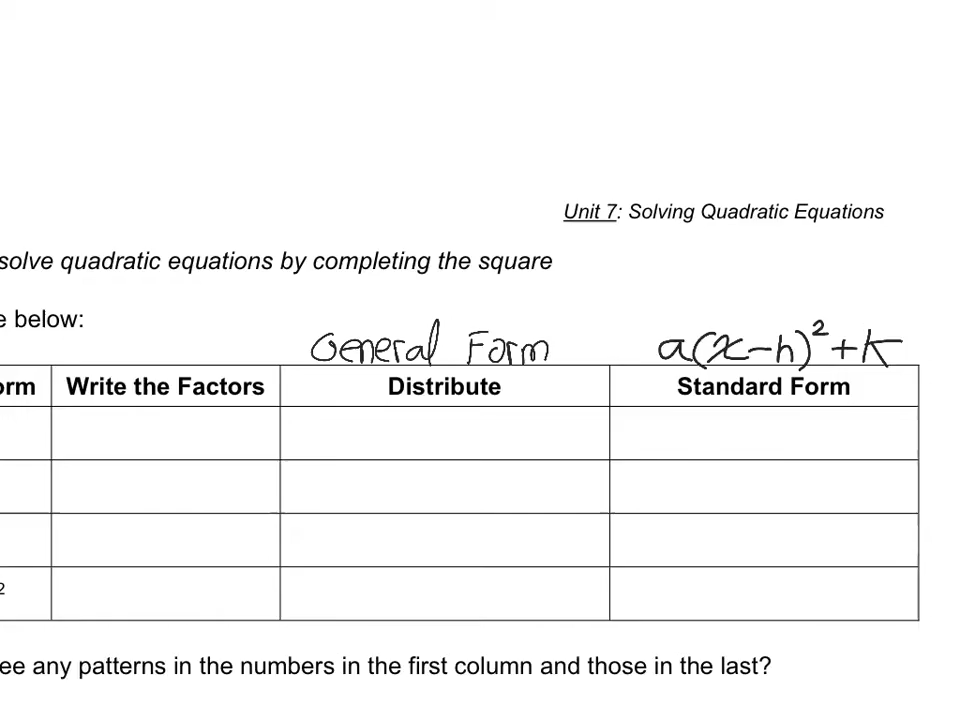 Unit 7: Solving Quadratic Equations
solve quadratic equations by completing the square
e below:
General Form a(x-h)²+k
orm Write the Factors Distribute Standard Form
2
ee any patterns in the numbers in the first column and those in the last?